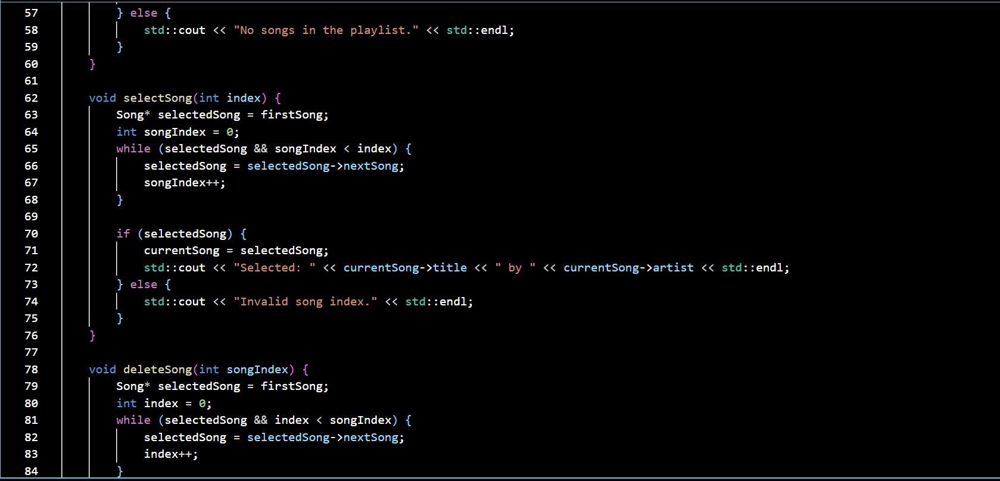 57        } else {
58            std::cout << "No songs in the playlist." << std::endl;
59        }
60    }
61
62    void selectSong(int index) {
63        Song* selectedSong = firstSong;
64        int songIndex = 0;
65        while (selectedSong && songIndex < index) {
66            selectedSong = selectedSong->nextSong;
67            songIndex++;
68        }
69
70        if (selectedSong) {
71            currentSong = selectedSong;
72            std::cout << "Selected: " << currentSong->title << " by " << currentSong->artist << std::endl;
73        } else {
74            std::cout << "Invalid song index." << std::endl;
75        }
76    }
77
78    void deleteSong(int songIndex) {
79        Song* selectedSong = firstSong;
80        int index = 0;
81        while (selectedSong && index < songIndex) {
82            selectedSong = selectedSong->nextSong;
83            index++;
84        }